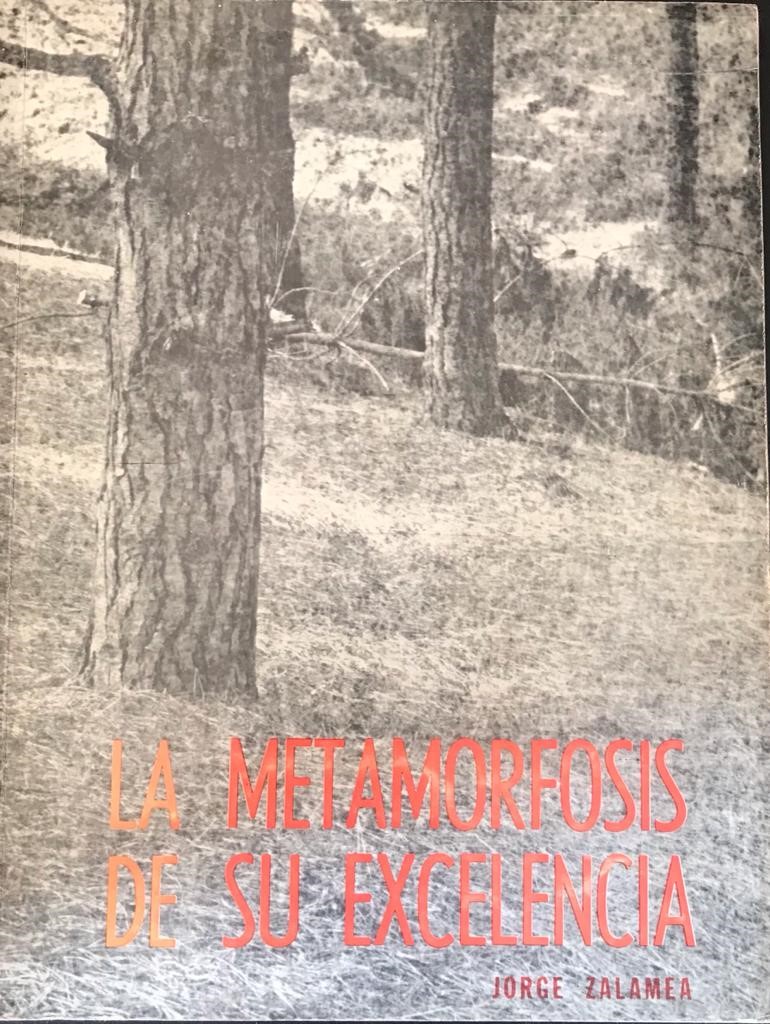 LA METAMORFOSIS
DE SU EXCELENCIA
JORGE ZALAMEA